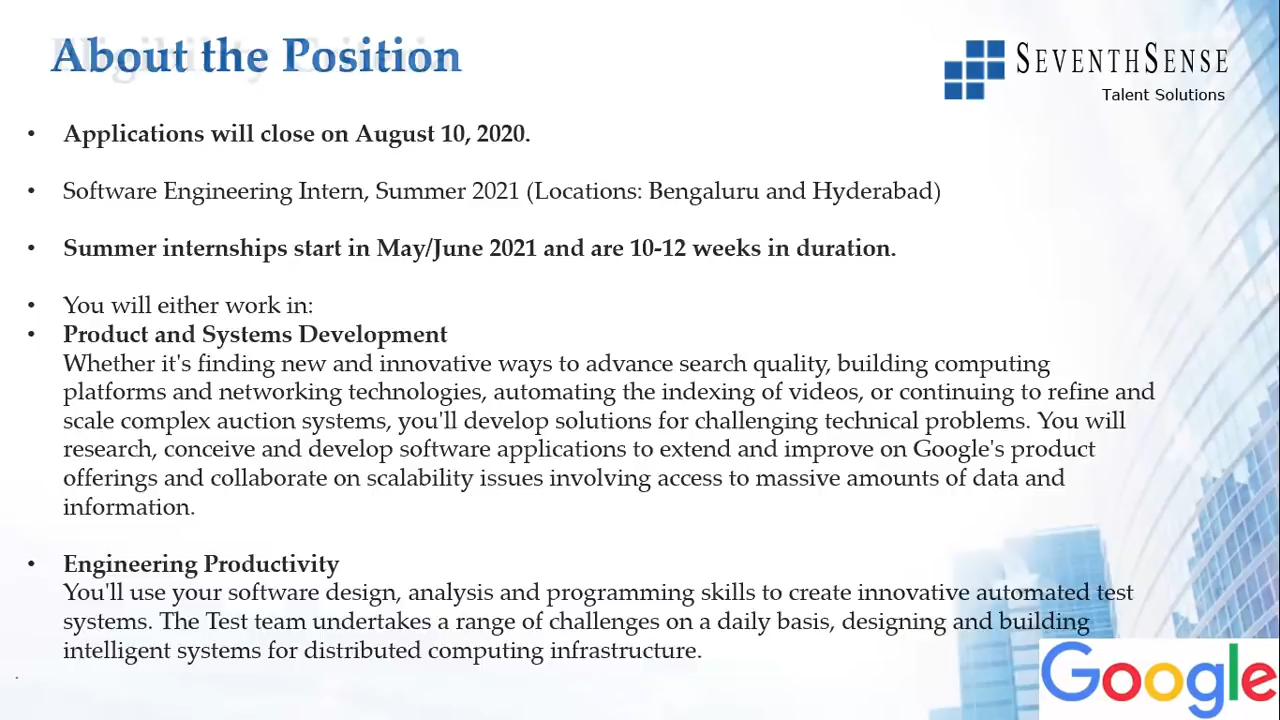 About the Position
SEVENTHSENSE
Talent Solutions
• Applications will close on August 10, 2020.
• Software Engineering Intern, Summer 2021 (Locations: Bengaluru and Hyderabad)
• Summer internships start in May/June 2021 and are 10-12 weeks in duration.
• You will either work in:
• Product and Systems Development
Whether it's finding new and innovative ways to advance search quality, building computing
platforms and networking technologies, automating the indexing of videos, or continuing to refine and
scale complex auction systems, you'll develop solutions for challenging technical problems. You will
research, conceive and develop software applications to extend and improve on Google's product
offerings and collaborate on scalability issues involving access to massive amounts of data and
information.
• Engineering Productivity
You'll use your software design, analysis and programming skills to create innovative automated test
systems. The Test team undertakes a range of challenges on a daily basis, designing and building
intelligent systems for distributed computing infrastructure.
Google